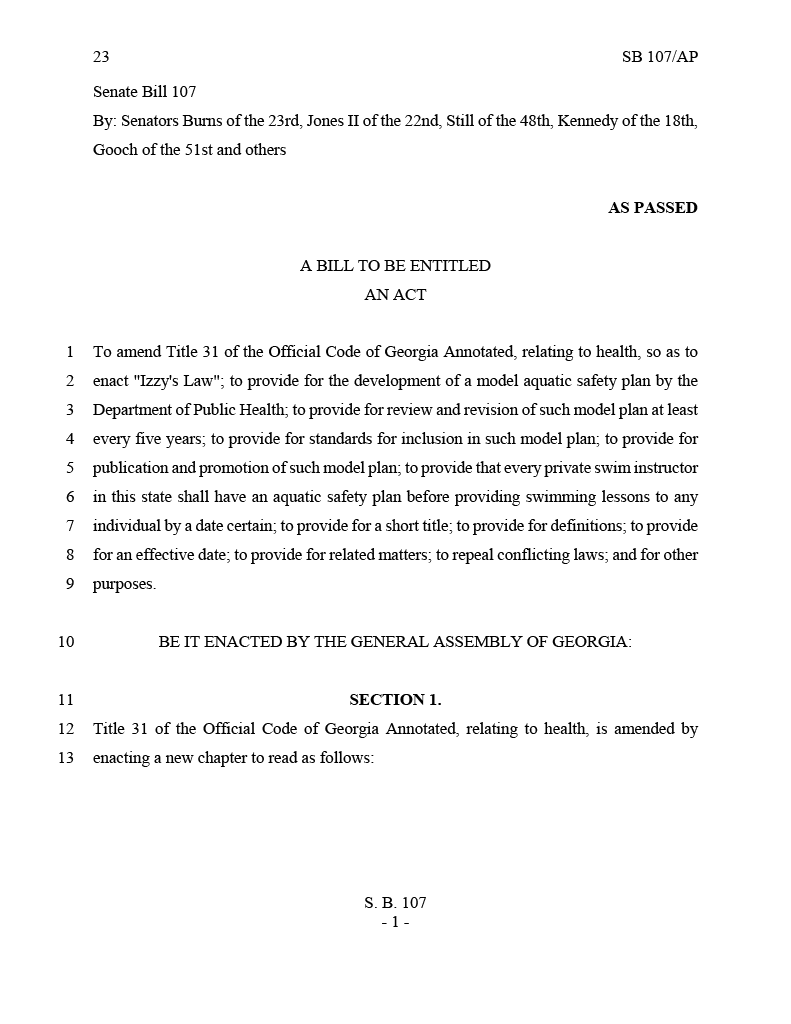 23 SB 107/AP
Senate Bill 107
By: Senators Burns of the 23rd, Jones II of the 22nd, Still of the 48th, Kennedy of the 18th,
Gooch of the 51st and others
AS PASSED
A BILL TO BE ENTITLED
AN ACT
1 To amend Title 31 of the Official Code of Georgia Annotated, relating to health, so as to
2 enact "Izzy's Law"; to provide for the development of a model aquatic safety plan by the
3 Department of Public Health; to provide for review and revision of such model plan at least
4 every five years; to provide for standards for inclusion in such model plan; to provide for
5 publication and promotion of such model plan; to provide that every private swim instructor
6 in this state shall have an aquatic safety plan before providing swimming lessons to any
7 individual by a date certain; to provide for a short title; to provide for definitions; to provide
8 for an effective date; to provide for related matters; to repeal conflicting laws; and for other
9 purposes.
10 BE IT ENACTED BY THE GENERAL ASSEMBLY OF GEORGIA:
11 SECTION 1.
12 Title 31 of the Official Code of Georgia Annotated, relating to health, is amended by
13 enacting a new chapter to read as follows:
S. B. 107
- 1 -